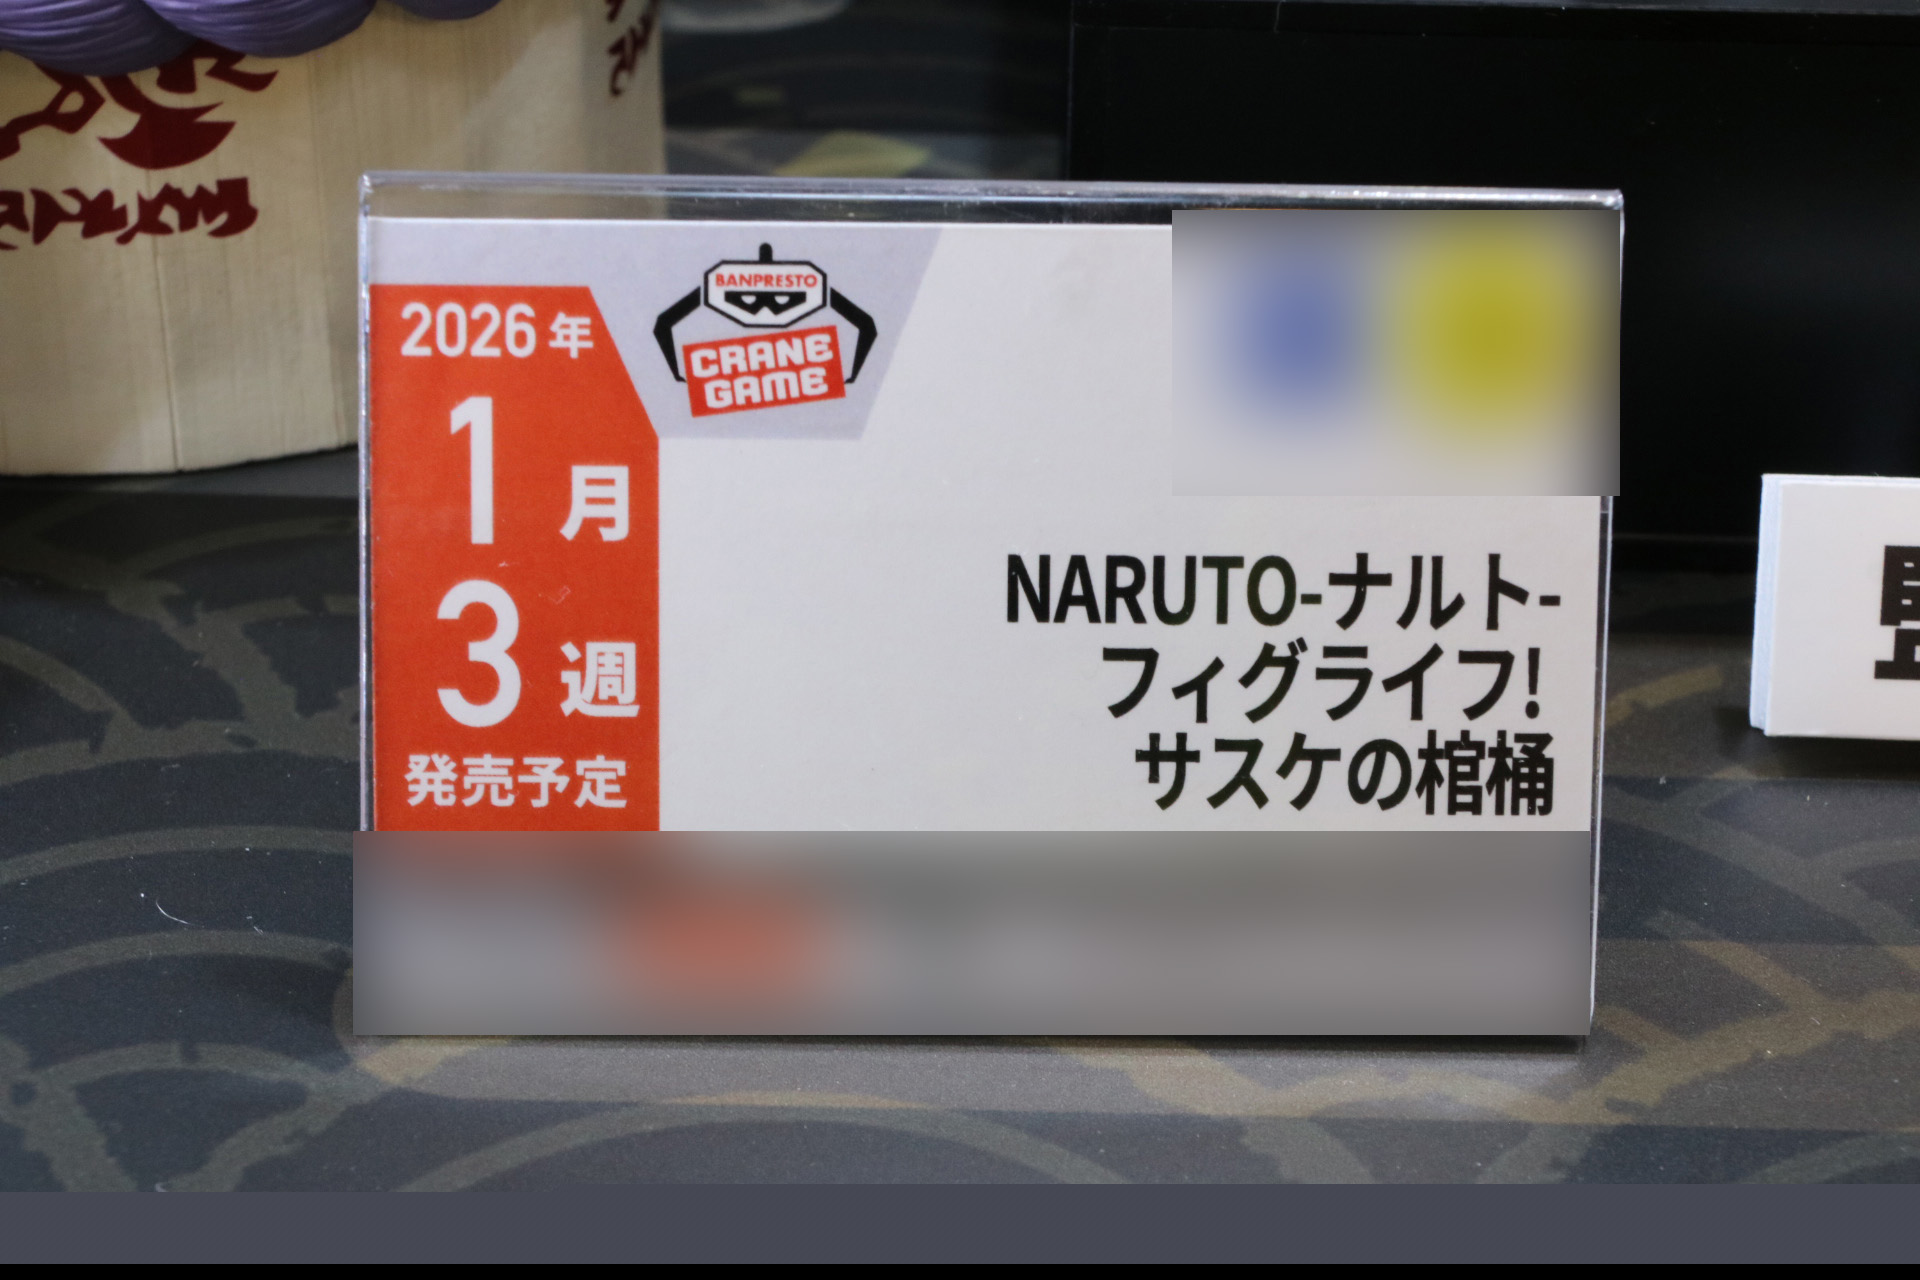 BANPRESTO
CRANE
GAME
2026年
1月
3週
発売予定
NARUTO-ナルト-
フィグライフ!
サスケの棺桶